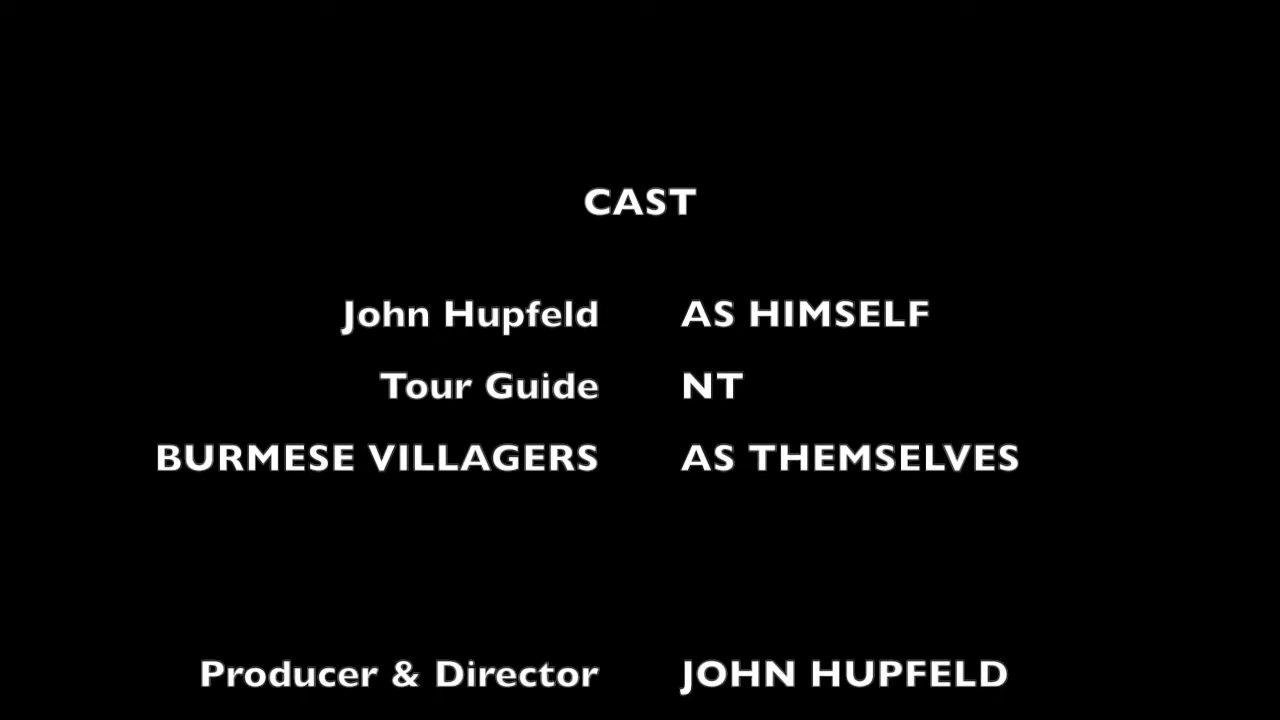 CAST
John Hupfeld AS HIMSELF
Tour Guide NT
BURMESE VILLAGERS AS THEMSELVES
Producer & Director JOHN HUPFELD